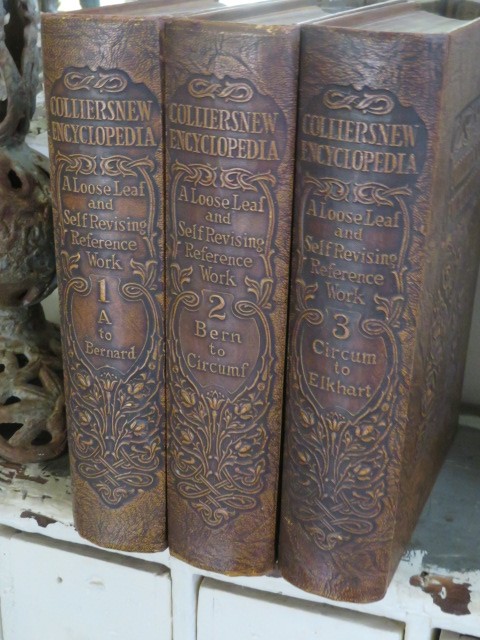 COLLIERSNEW
ENCYCLOPEDIA
A Loose Leaf
and
Self Revising
Reference
Work
1
A
to
Bernard
COLLIERSNEW
ENCYCLOPEDIA
A Loose Leaf
and
Self Revising
Reference
Work
2
Bern
to
Circumf
COLLIERSNEW
ENCYCLOPEDIA
A Loose Leaf
and
Self Revising
Reference
Work
3
Circum
to
Elkhart